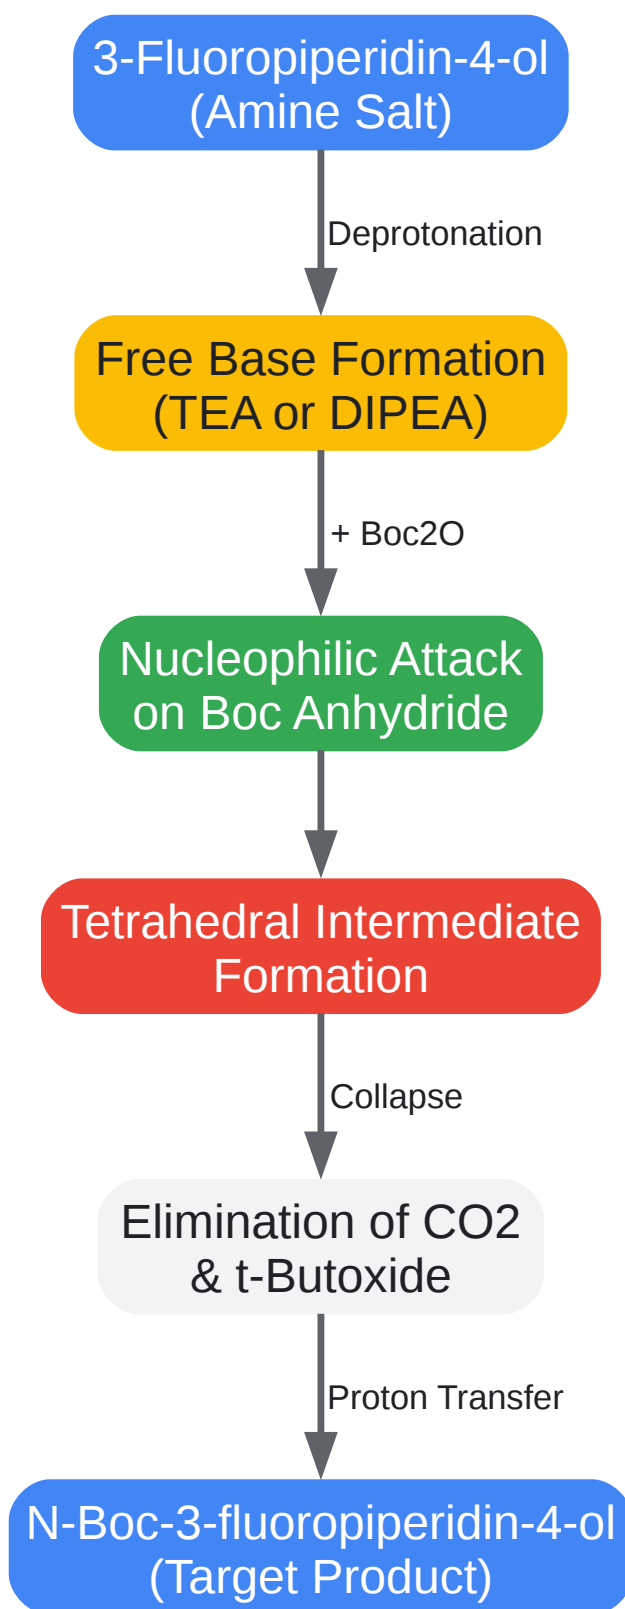 3-Fluoropiperidin-4-ol
(Amine Salt)
Deprotonation
Free Base Formation
(TEA or DIPEA)
+ Boc2O
Nucleophilic Attack
on Boc Anhydride
Tetrahedral Intermediate
Formation
Collapse
Elimination of CO2
& t-Butoxide
Proton Transfer
N-Boc-3-fluoropiperidin-4-ol
(Target Product)